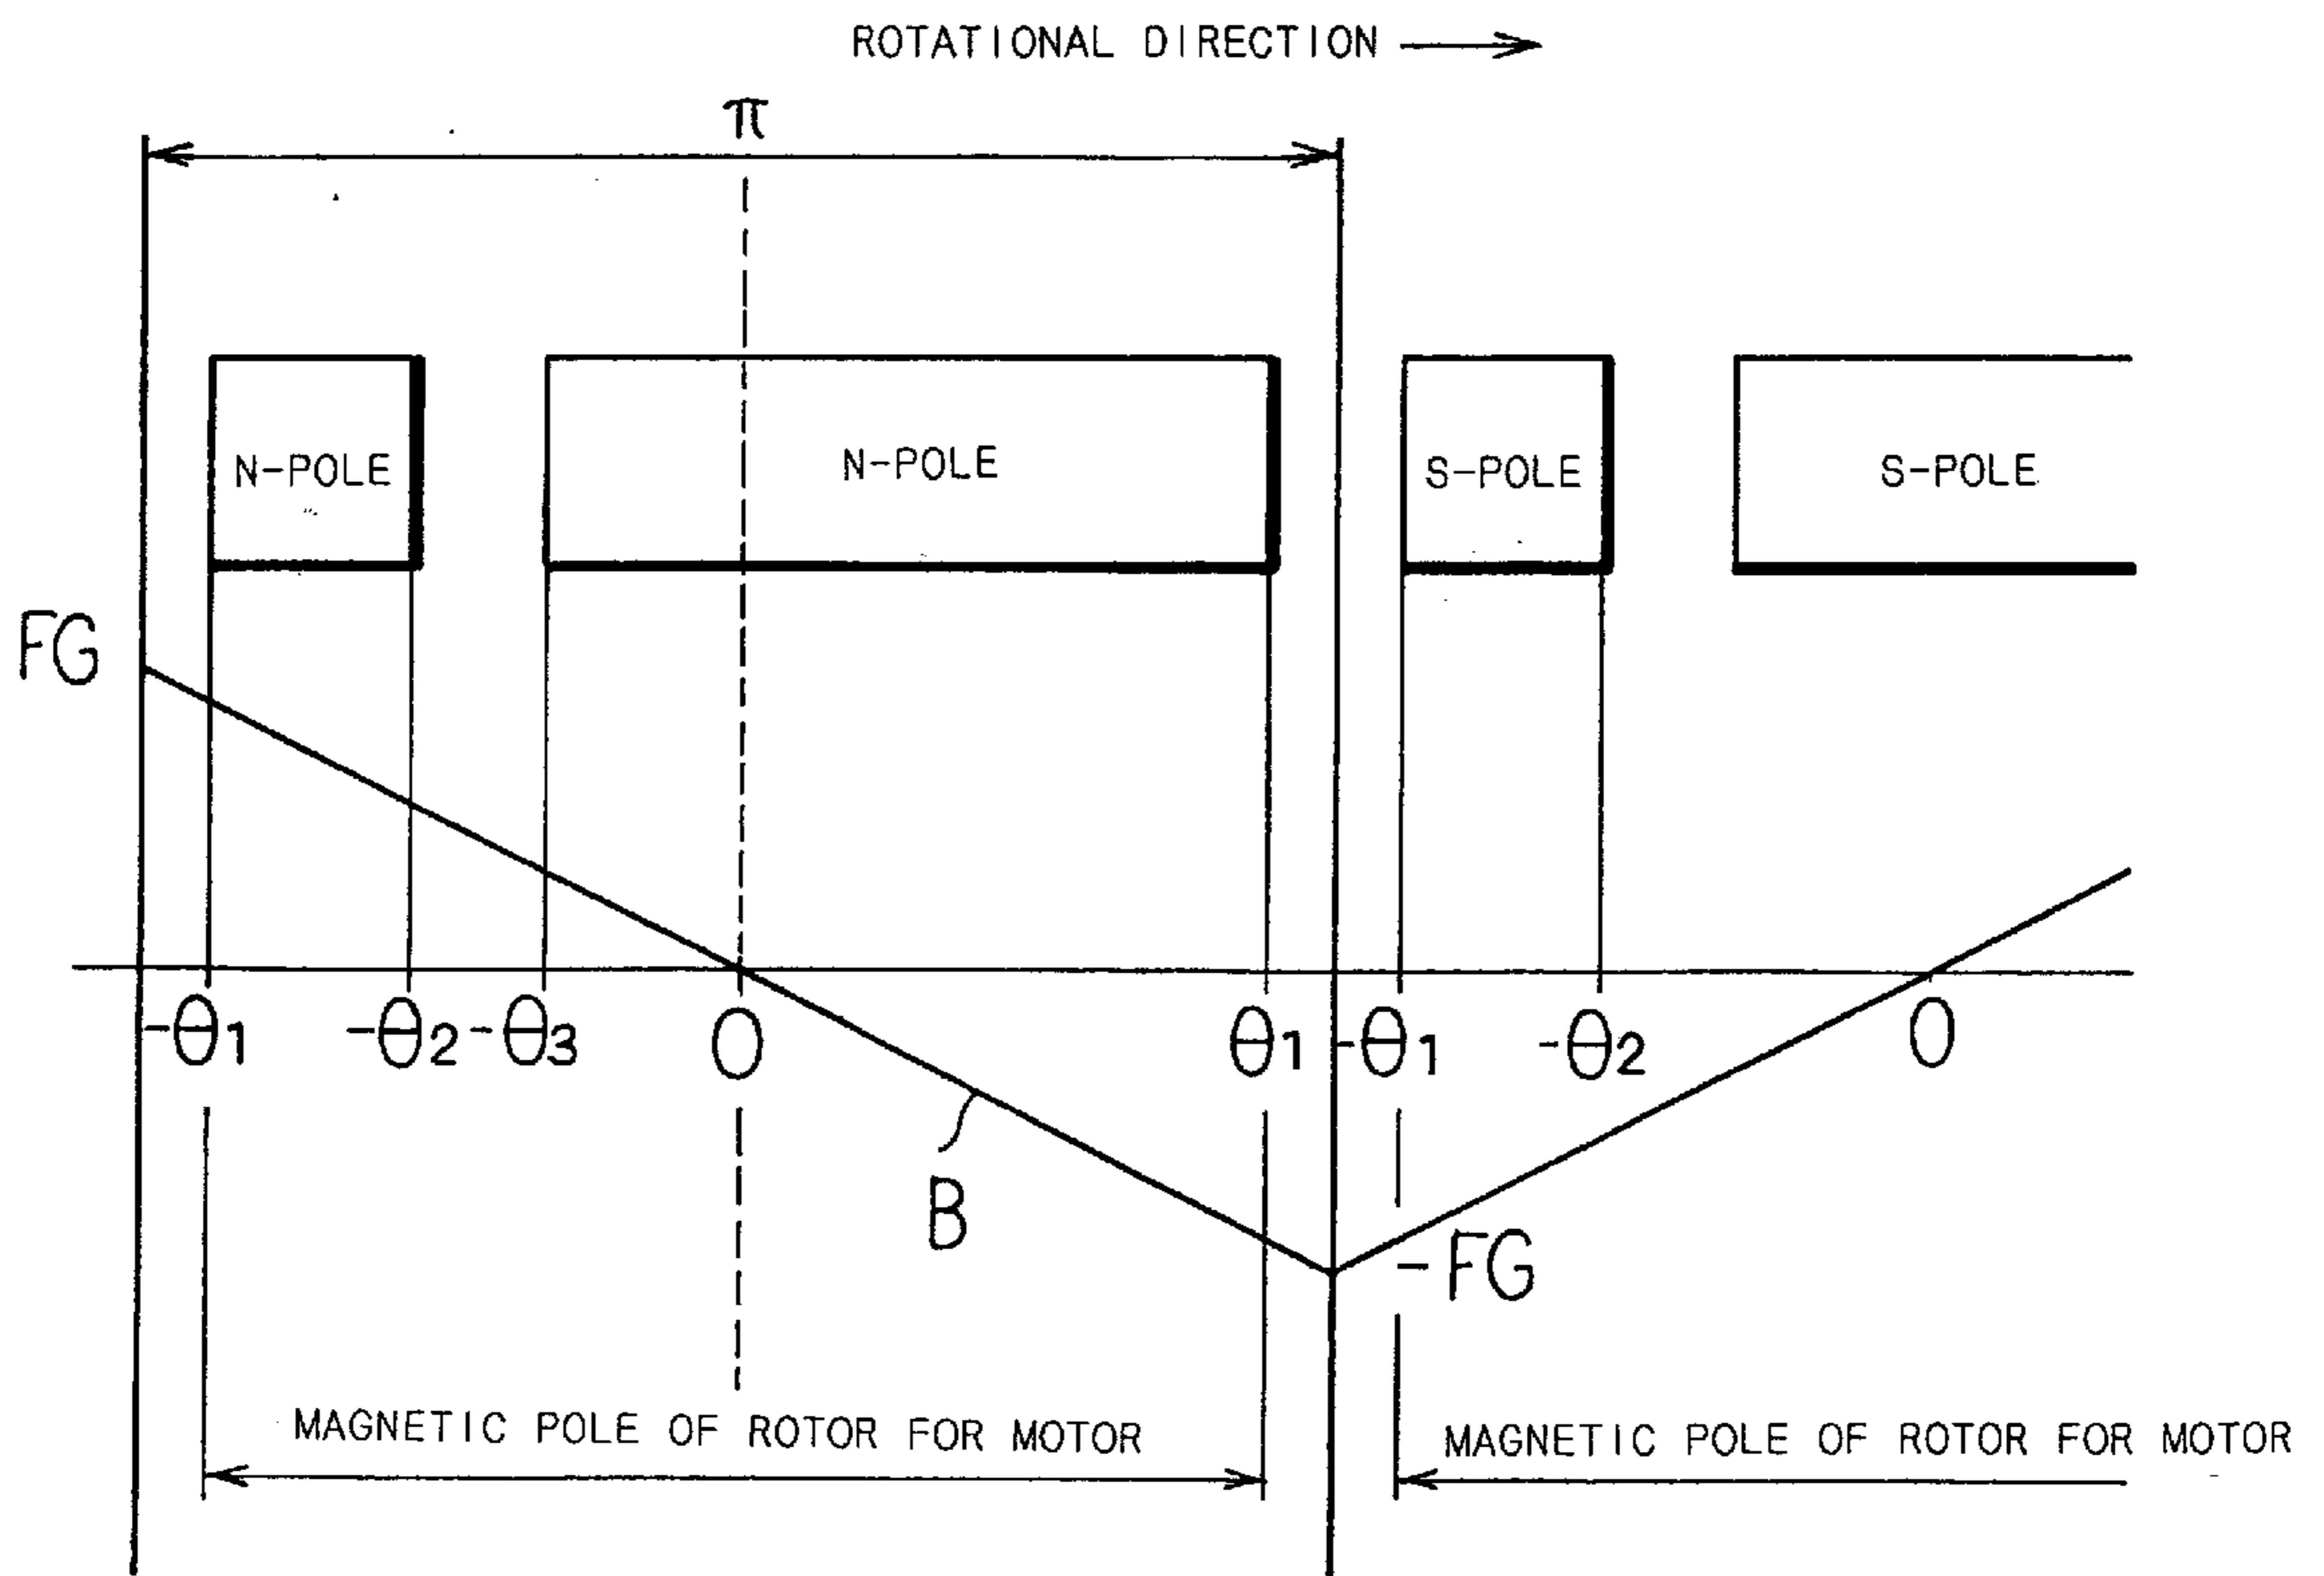 ROTATIONAL DIRECTION
π
N-POLE
N-POLE
S-POLE
S-POLE
FG
-θ1
-θ2
-θ3
0
θ1
-θ1
-θ2
0
B
-FG
MAGNETIC POLE OF ROTOR FOR MOTOR
MAGNETIC POLE OF ROTOR FOR MOTOR